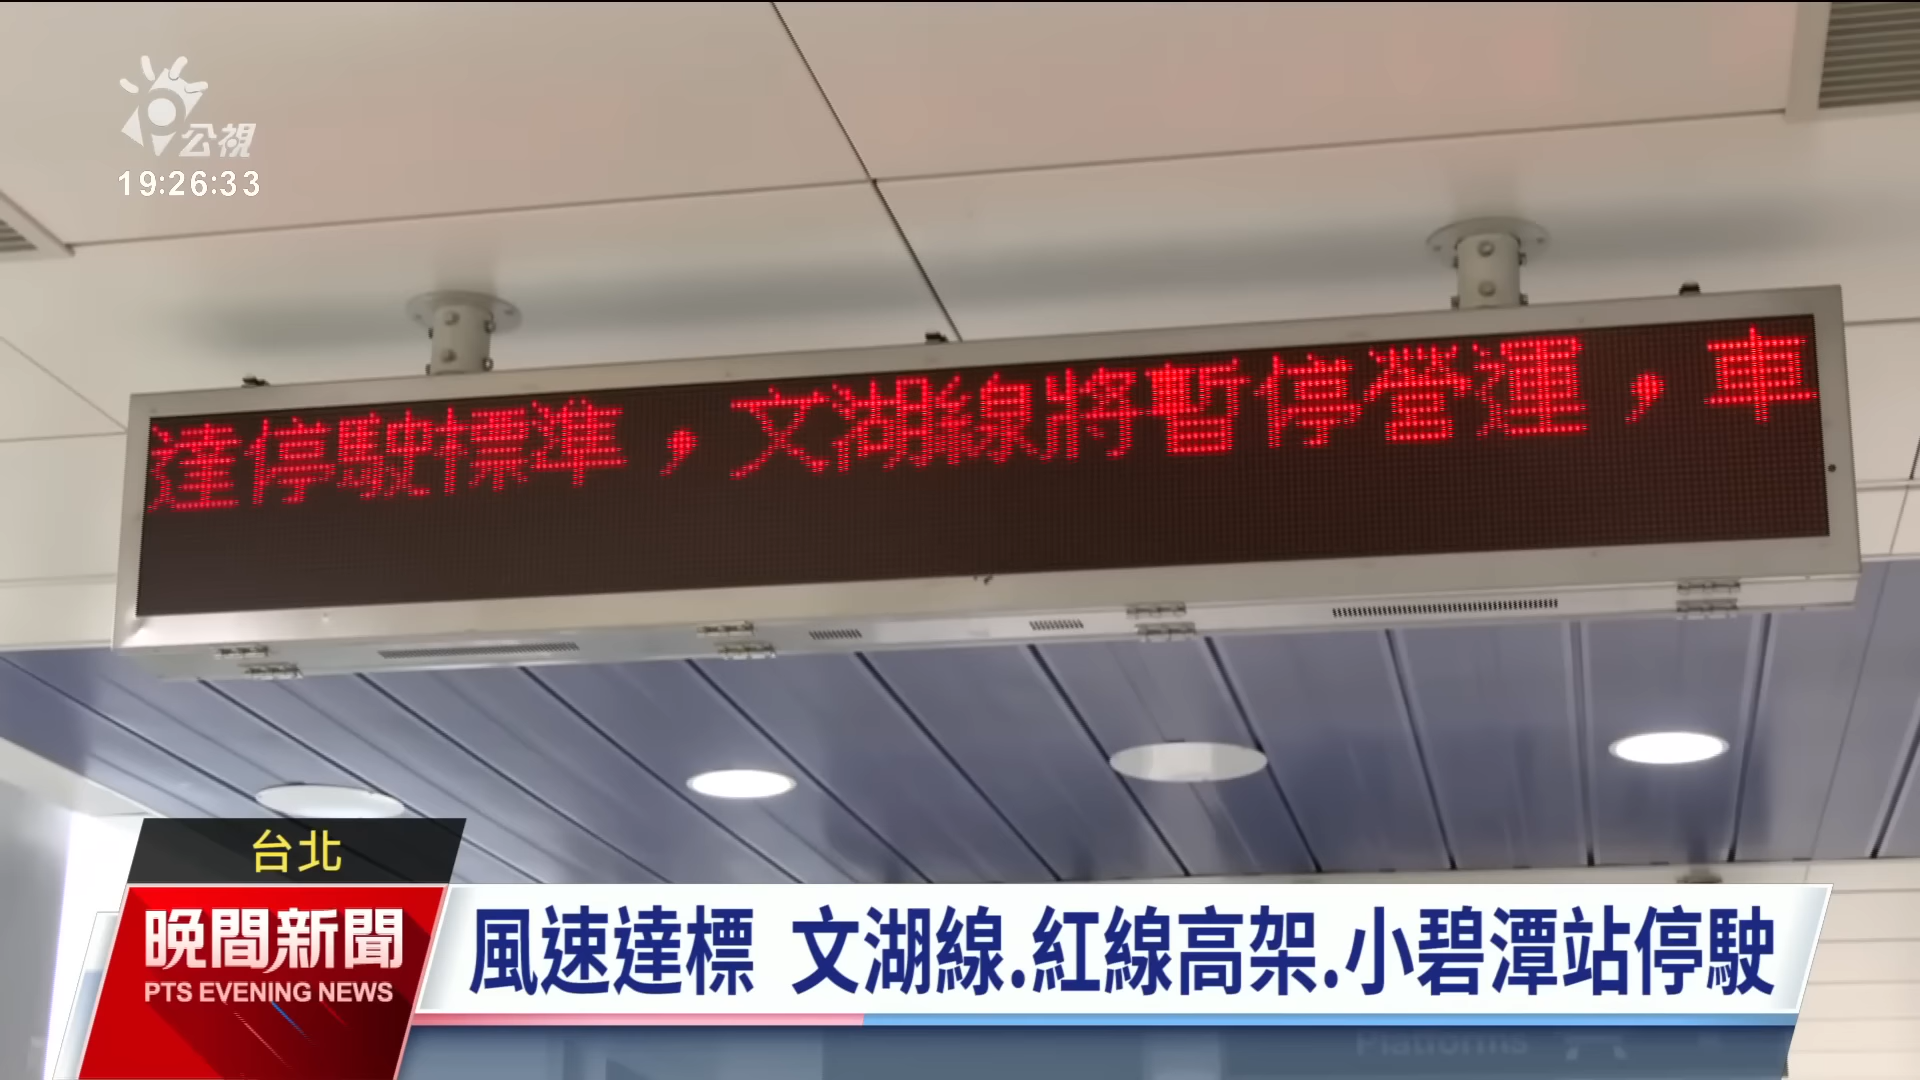 公視
19:26:33
達停駛標準，文湖線將暫停營運，車
台北
晚間新聞
PTS EVENING NEWS
風速達標 文湖線.紅線高架.小碧潭站停駛
Platforms